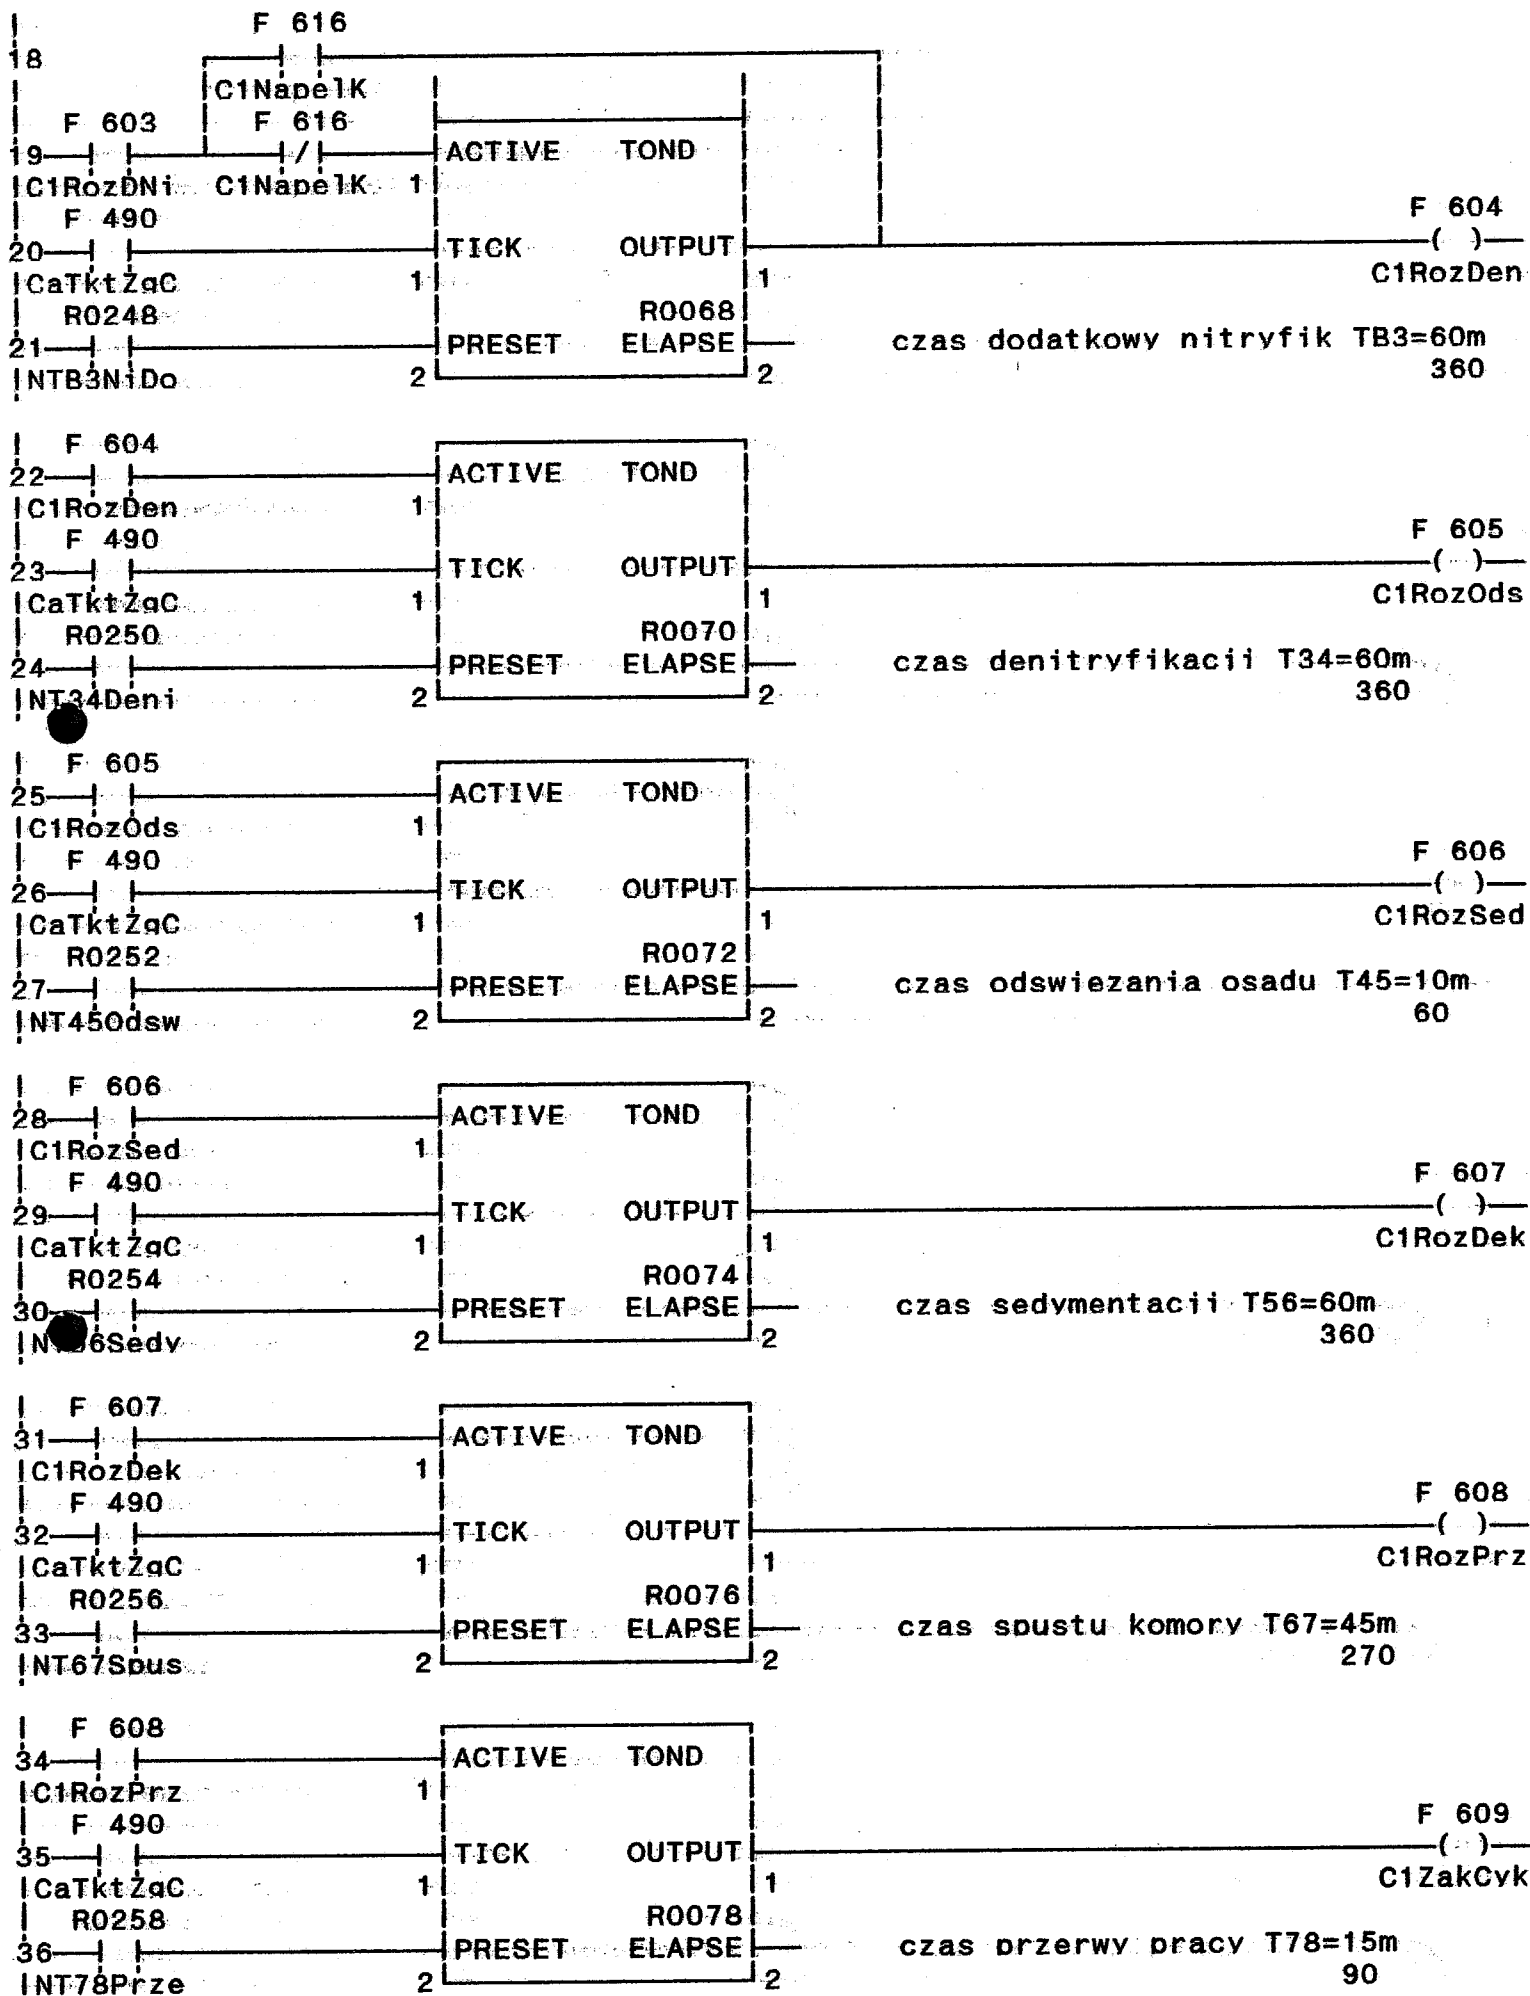 F 616
18
C1NapelK
F 603 F 616
19 ACTIVE TOND
C1RozDNi C1NapelK 1
F 490 F 604
20 TICK OUTPUT ( )
CaTktZgC 1 1 C1RozDen
R0248 R0068
21 PRESET ELAPSE czas dodatkowy nitryfik TB3=60m
NTB3NiDo 2 2 360
F 604
22 ACTIVE TOND
C1RozDen 1
F 490 F 605
23 TICK OUTPUT ( )
CaTktZgC 1 1 C1RozOds
R0250 R0070
24 PRESET ELAPSE czas denitryfikacji T34=60m
NT34Deni 2 2 360
F 605
25 ACTIVE TOND
C1RozOds 1
F 490 F 606
26 TICK OUTPUT ( )
CaTktZgC 1 1 C1RozSed
R0252 R0072
27 PRESET ELAPSE czas odswiezania osadu T45=10m
NT45Odsw 2 2 60
F 606
28 ACTIVE TOND
C1RozSed 1
F 490 F 607
29 TICK OUTPUT ( )
CaTktZgC 1 1 C1RozDek
R0254 R0074
30 PRESET ELAPSE czas sedymentacji T56=60m
2 2 360
F 607
31 ACTIVE TOND
C1RozDek 1
F 490 F 608
32 TICK OUTPUT ( )
CaTktZgC 1 1 C1RozPrz
R0256 R0076
33 PRESET ELAPSE czas spustu komory T67=45m
NT67Spus 2 2 270
F 608
34 ACTIVE TOND
C1RozPrz 1
F 490 F 609
35 TICK OUTPUT ( )
CaTktZgC 1 1 C1ZakCyk
R0258 R0078
36 PRESET ELAPSE czas przerwy pracy T78=15m
NT78Prze 2 2 90